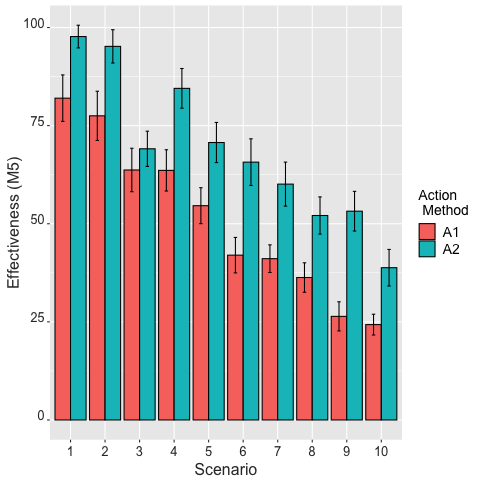 Effectiveness (M5)
100
75
50
25
0
1 2 3 4 5 6 7 8 9 10
Scenario
Action
Method
A1
A2